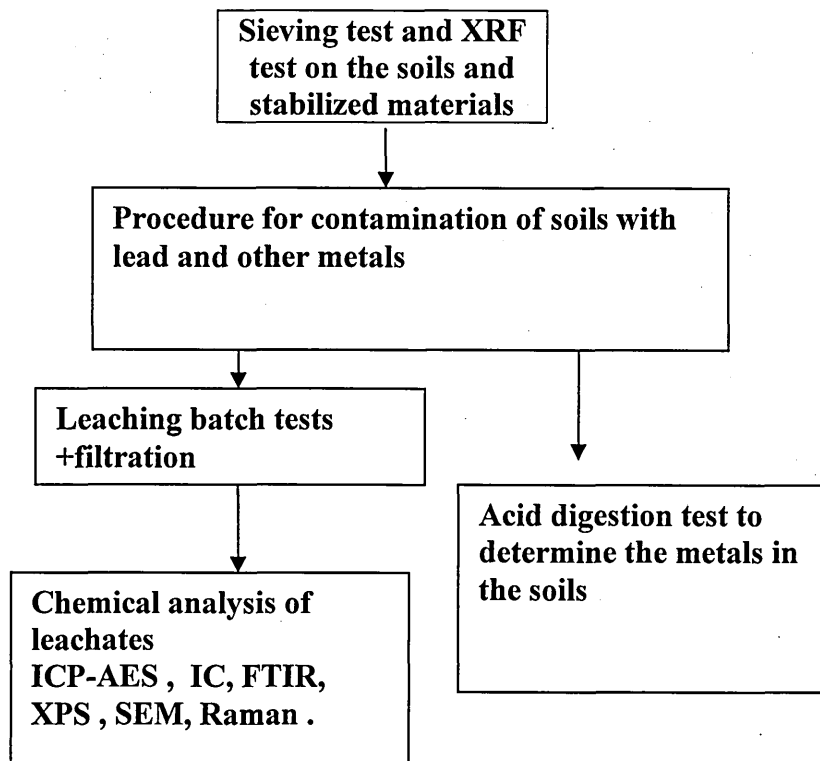 Sieving test and XRF
test on the soils and
stabilized materials
Procedure for contamination of soils with
lead and other metals
Leaching batch tests
+filtration
Acid digestion test to
determine the metals in
the soils
Chemical analysis of
leachates
ICP-AES , IC, FTIR,
XPS , SEM, Raman .